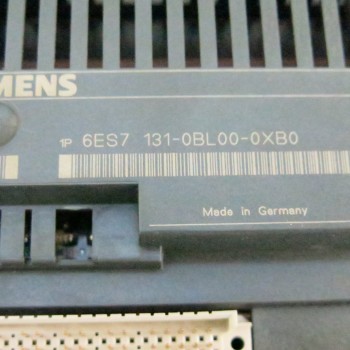 MENS
1P 6ES7 131-0BL00-0XB0
Made in Germany